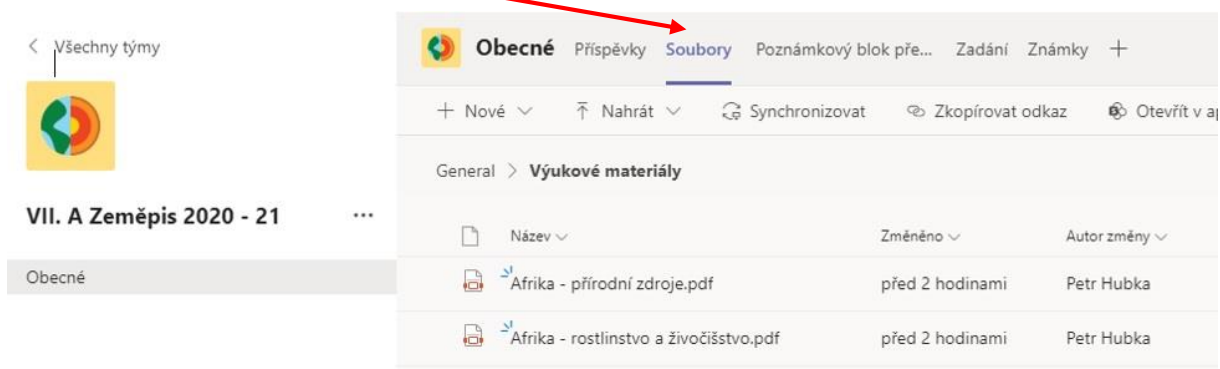 Všechny týmy
VII. A Zeměpis 2020 - 21
Obecné
Obecné Příspěvky Soubory Poznámkový blok pře... Zadání Známky
Nové Nahrát Synchronizovat Zkopírovat odkaz Otevřít v
General > Výukové materiály
Název Změněno Autor změny
Afrika - přírodní zdroje.pdf před 2 hodinami Petr Hubka
Afrika - rostlinstvo a živočišstvo.pdf před 2 hodinami Petr Hubka